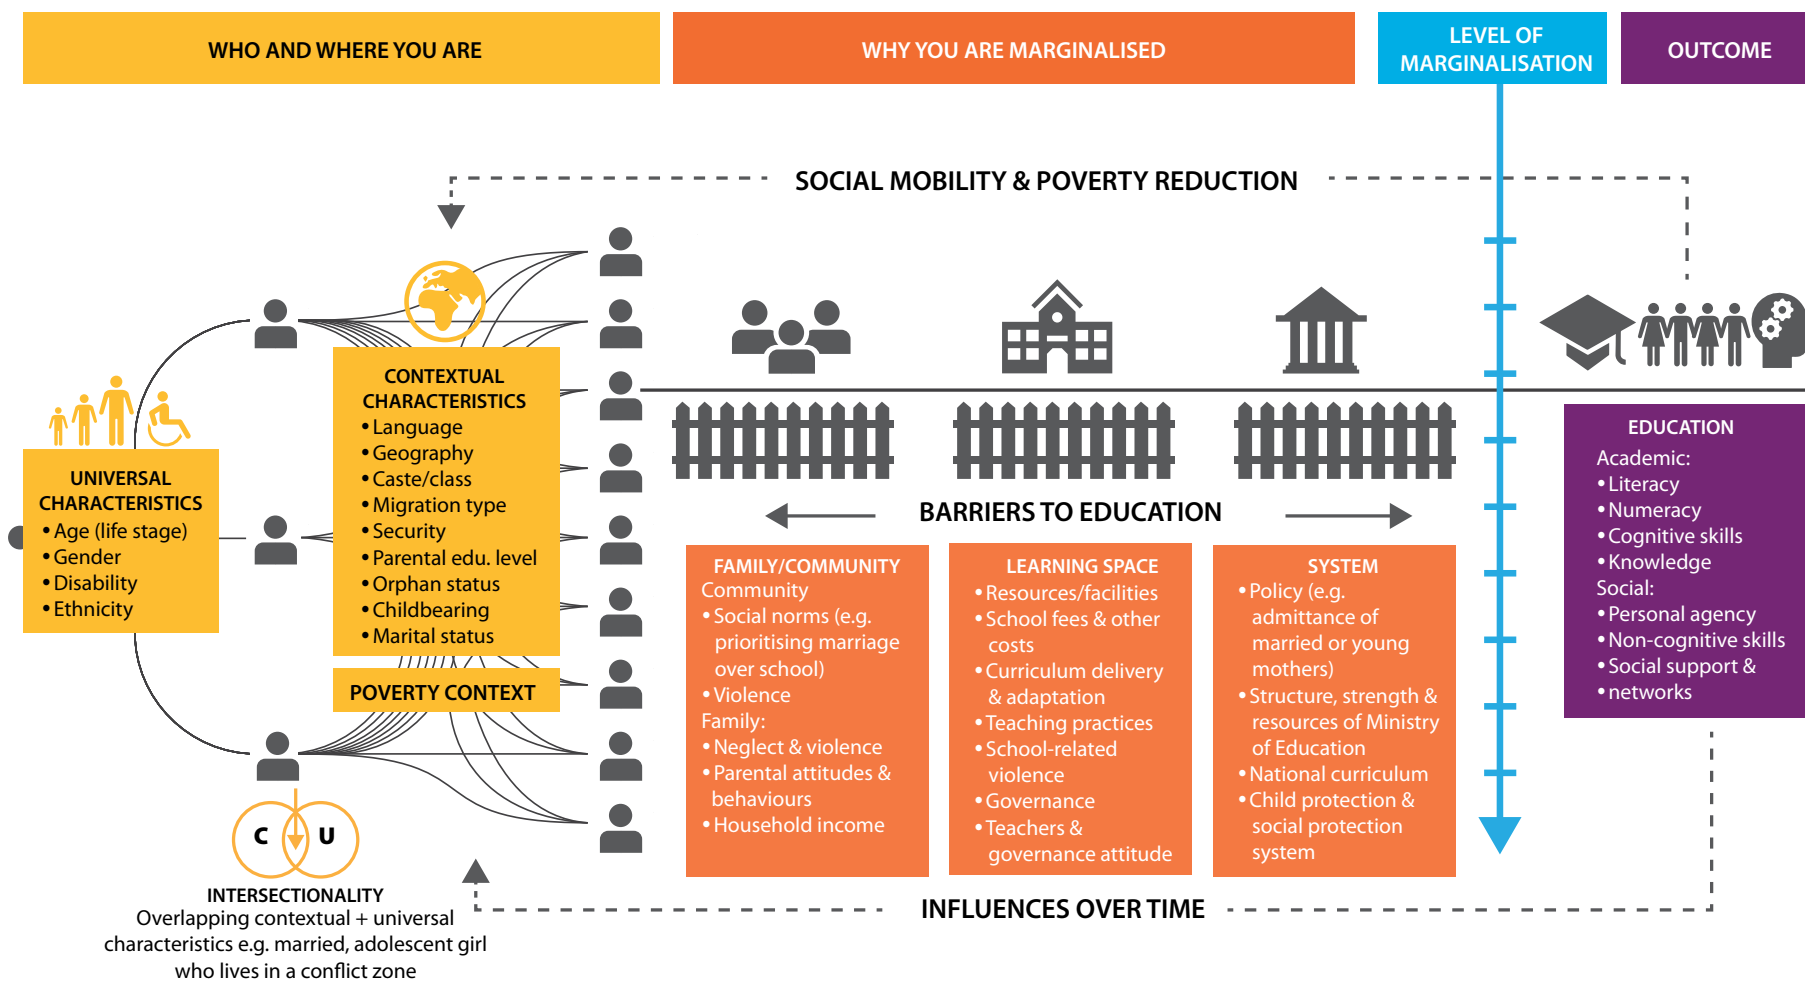 WHO AND WHERE YOU ARE
WHY YOU ARE MARGINALISED
LEVEL OF
MARGINALISATION
OUTCOME
SOCIAL MOBILITY & POVERTY REDUCTION
UNIVERSAL
CHARACTERISTICS
• Age (life stage)
• Gender
• Disability
• Ethnicity
CONTEXTUAL
CHARACTERISTICS
• Language
• Geography
• Caste/class
• Migration type
• Security
• Parental edu. level
• Orphan status
• Childbearing
• Marital status
POVERTY CONTEXT
C U
INTERSECTIONALITY
Overlapping contextual + universal
characteristics e.g. married, adolescent girl
who lives in a conflict zone
BARRIERS TO EDUCATION
FAMILY/COMMUNITY
Community
• Social norms (e.g.
prioritising marriage
over school)
• Violence
Family:
• Neglect & violence
• Parental attitudes &
behaviours
• Household income
LEARNING SPACE
• Resources/facilities
• School fees & other
costs
• Curriculum delivery
& adaptation
• Teaching practices
• School-related
violence
• Governance
• Teachers &
governance attitude
SYSTEM
• Policy (e.g.
admittance of
married or young
mothers)
• Structure, strength &
resources of Ministry
of Education
• National curriculum
• Child protection &
social protection
system
EDUCATION
Academic:
• Literacy
• Numeracy
• Cognitive skills
• Knowledge
Social:
• Personal agency
• Non-cognitive skills
• Social support &
• networks
INFLUENCES OVER TIME